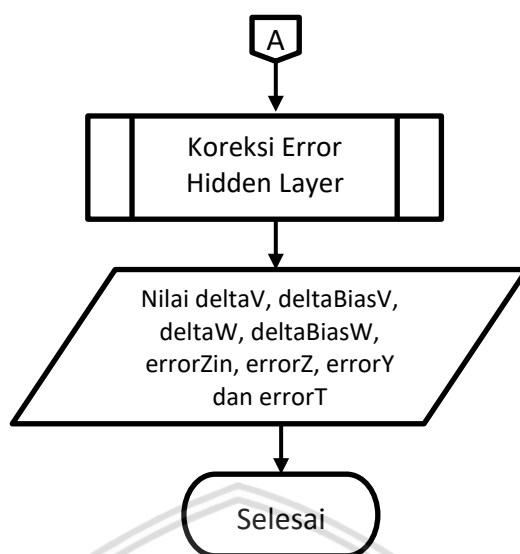 A
Koreksi Error
Hidden Layer
Nilai deltaV, deltaBiasV,
deltaW, deltaBiasW,
errorZin, errorZ, errorY
dan errorT
Selesai